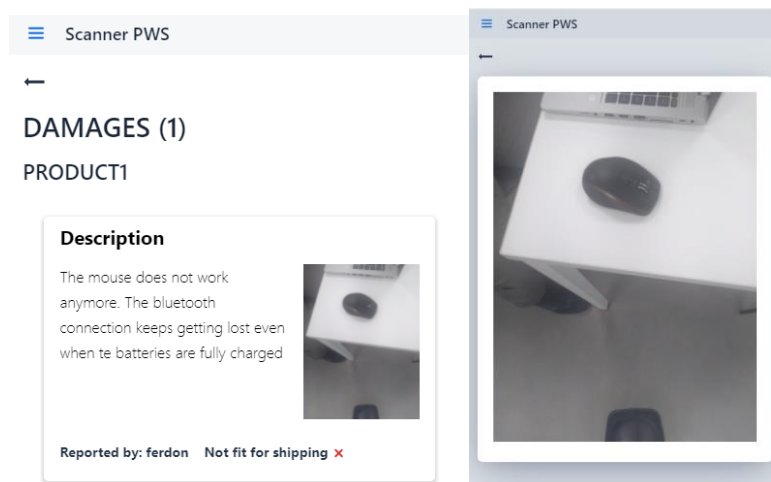 Scanner PWS
DAMAGES (1)
PRODUCT1
Description
The mouse does not work
anymore. The bluetooth
connection keeps getting lost even
when te batteries are fully charged
Reported by: ferdon Not fit for shipping
Scanner PWS